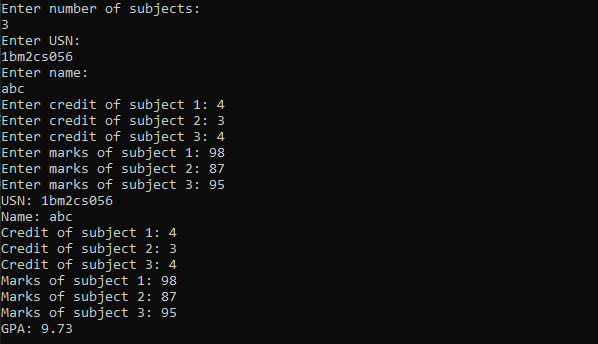 Enter number of subjects:
3
Enter USN:
1bm2cs056
Enter name:
abc
Enter credit of subject 1: 4
Enter credit of subject 2: 3
Enter credit of subject 3: 4
Enter marks of subject 1: 98
Enter marks of subject 2: 87
Enter marks of subject 3: 95
USN: 1bm2cs056
Name: abc
Credit of subject 1: 4
Credit of subject 2: 3
Credit of subject 3: 4
Marks of subject 1: 98
Marks of subject 2: 87
Marks of subject 3: 95
GPA: 9.73